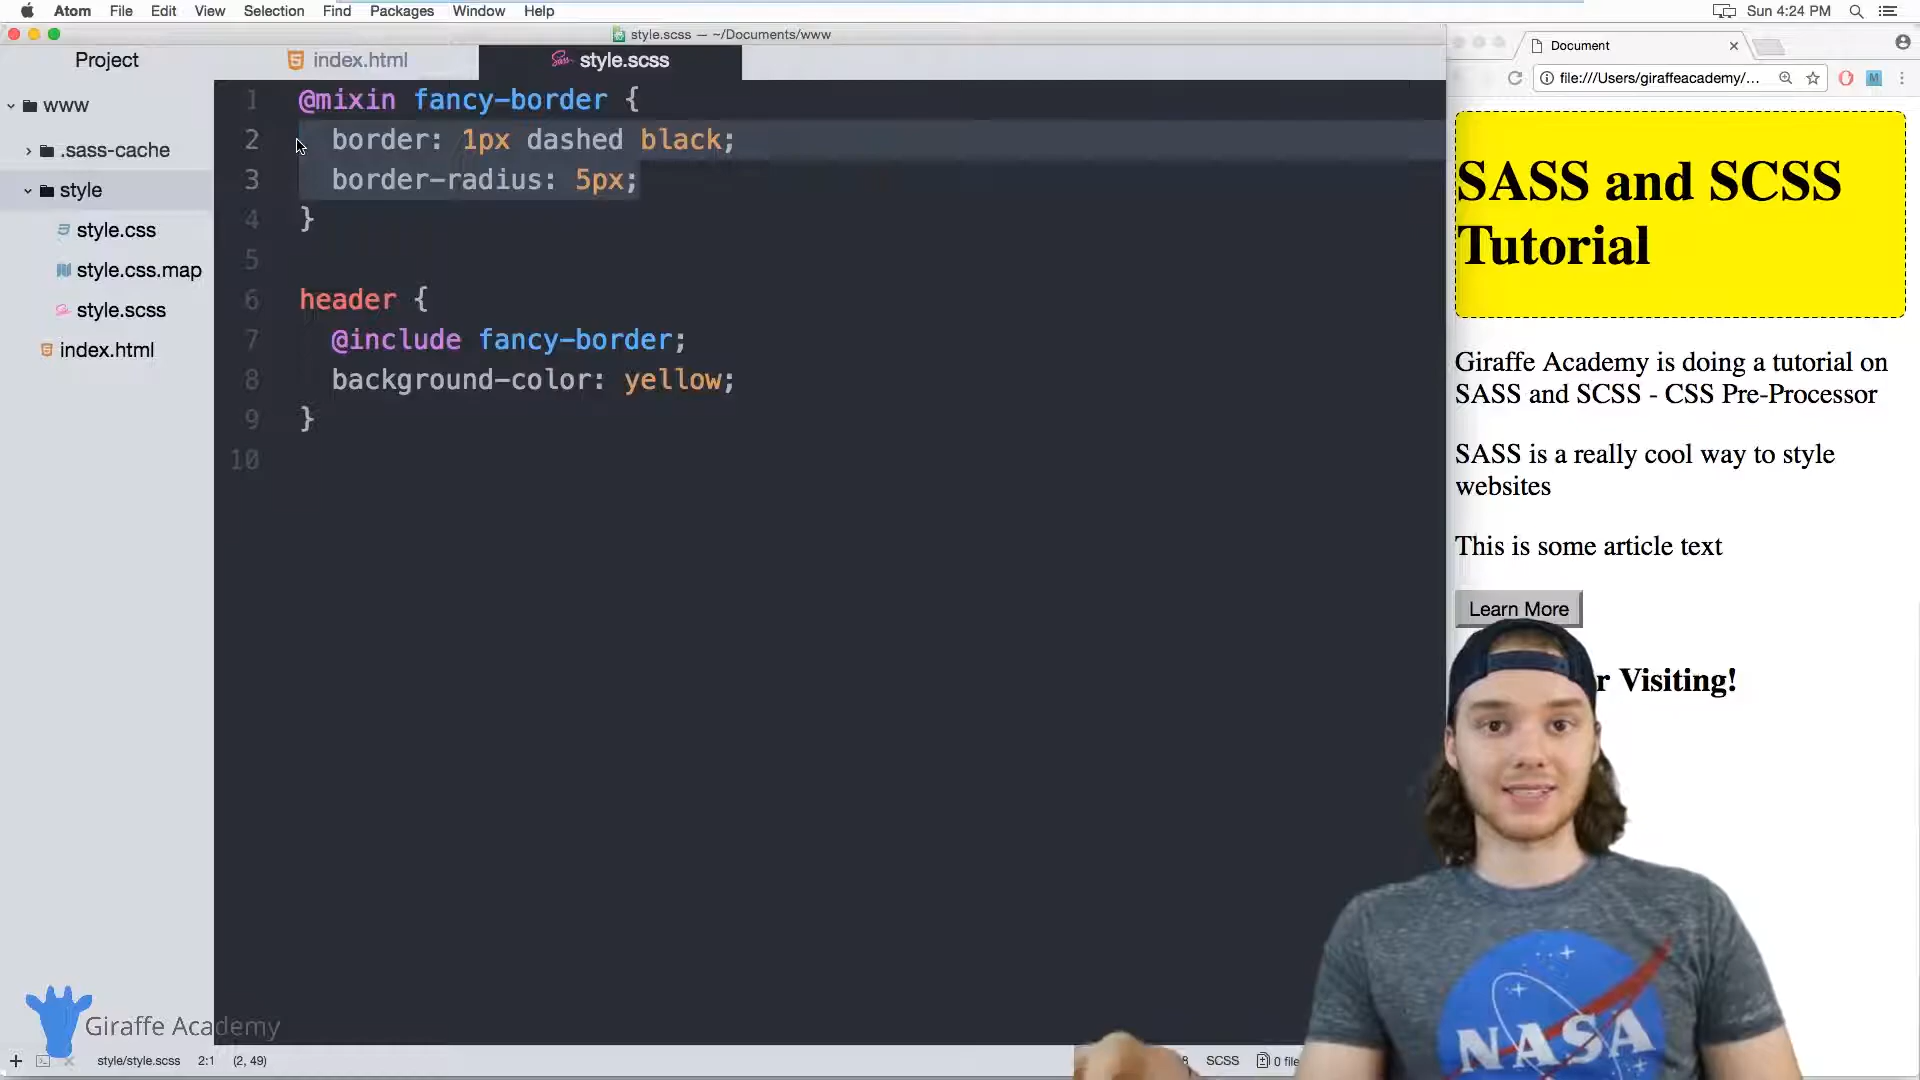 Atom File Edit View Selection Find Packages Window Help Sun 4:24 PM
style.scss — ~/Documents/www
Project
index.html
style.scss
www
.sass-cache
style
style.css
style.css.map
style.scss
index.html
1 @mixin fancy-border {
2 border: 1px dashed black;
3 border-radius: 5px;
4 }
5
6 header {
7 @include fancy-border;
8 background-color: yellow;
9 }
10
Document
file:///Users/giraffeacademy/...
SASS and SCSS
Tutorial
Giraffe Academy is doing a tutorial on
SASS and SCSS - CSS Pre-Processor
SASS is a really cool way to style
websites
This is some article text
Learn More
Visiting!
NASA
Giraffe Academy
style/style.scss 2:1 (2, 49)
SCSS 0